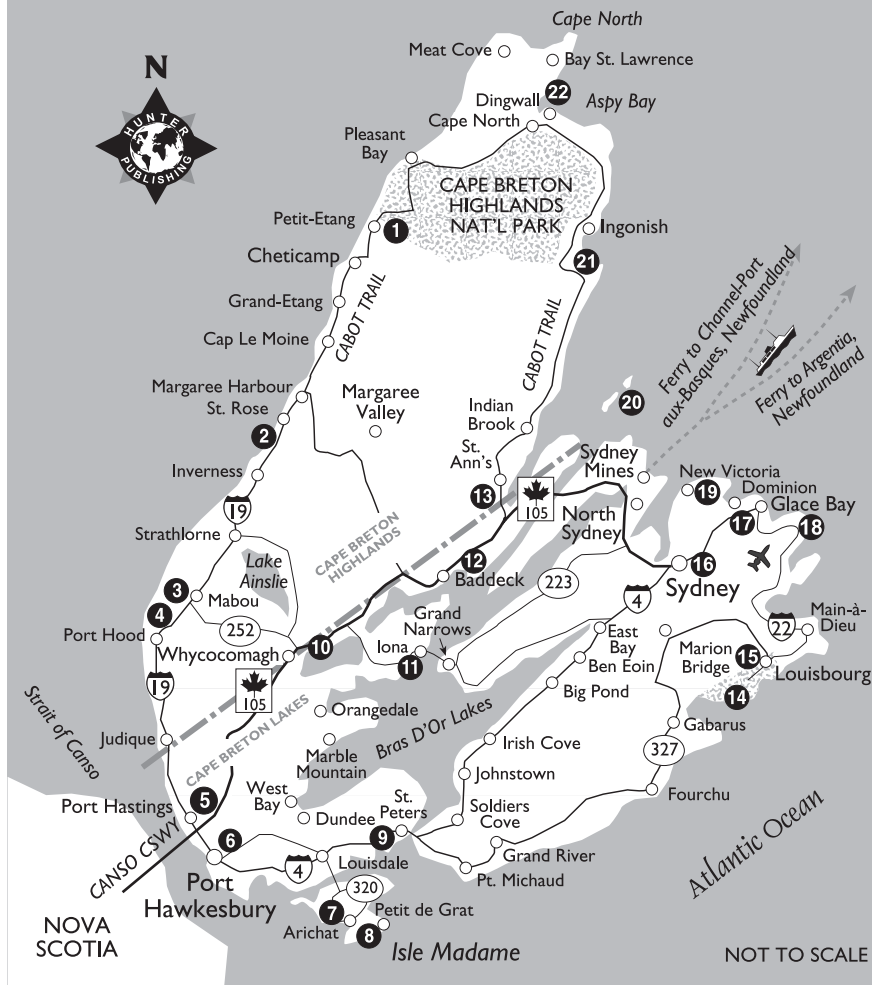 Cape North
Meat Cove
Bay St. Lawrence
N
22
Dingwall
Aspy Bay
Cape North
HUNTER
PUBLISHING
Pleasant
Bay
CAPE BRETON
HIGHLANDS
NAT'L PARK
Petit-Etang
1
Ingonish
Cheticamp
21
Grand-Etang
CABOT TRAIL
CABOT TRAIL
Ferry to Channel-Port
aux-Basques, Newfoundland
Ferry to Argentia,
Newfoundland
Cap Le Moine
Margaree Harbour
St. Rose
Margaree
Valley
20
Indian
Brook
2
St.
Ann's
Sydney
Mines
Inverness
New Victoria
13
105
19
Dominion
Glace Bay
19
North
Sydney
17
18
Strathlorne
CAPE BRETON
HIGHLANDS
Lake
Ainslie
12
16
Baddeck
Sydney
223
3
Mabou
4
4
Grand
Narrows
Main-à-
Dieu
22
252
Port Hood
10
Iona
11
East
Bay
Marion
Bridge
15
Whycocomagh
Ben Eoin
Louisbourg
19
105
Big Pond
14
Strait of Canso
Orangedale
Bras D'Or Lakes
Gabarus
CAPE BRETON LAKES
Judique
Marble
Mountain
Irish Cove
327
Johnstown
West
Bay
Port Hastings
5
Dundee
St.
Peters
Soldiers
Cove
Fourchu
6
9
CANSO CSWY
Grand River
Atlantic Ocean
4
Louisdale
Pt. Michaud
Port
Hawkesbury
320
7
Petit de Grat
NOVA
SCOTIA
Arichat
8
Isle Madame
NOT TO SCALE